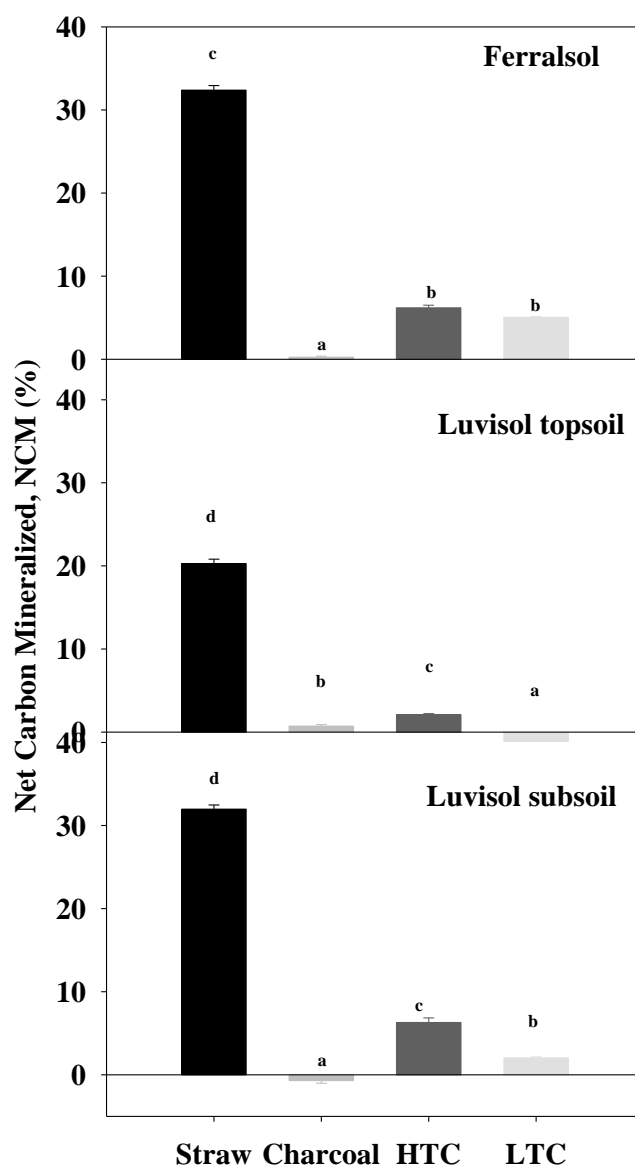 Net Carbon Mineralized, NCM (%)
Ferralsol
40
30
20
10
0
c
a
b
b
Luvisol topsoil
40
30
20
10
0
d
b
c
a
Luvisol subsoil
40
30
20
10
0
d
a
c
b
Straw Charcoal HTC LTC